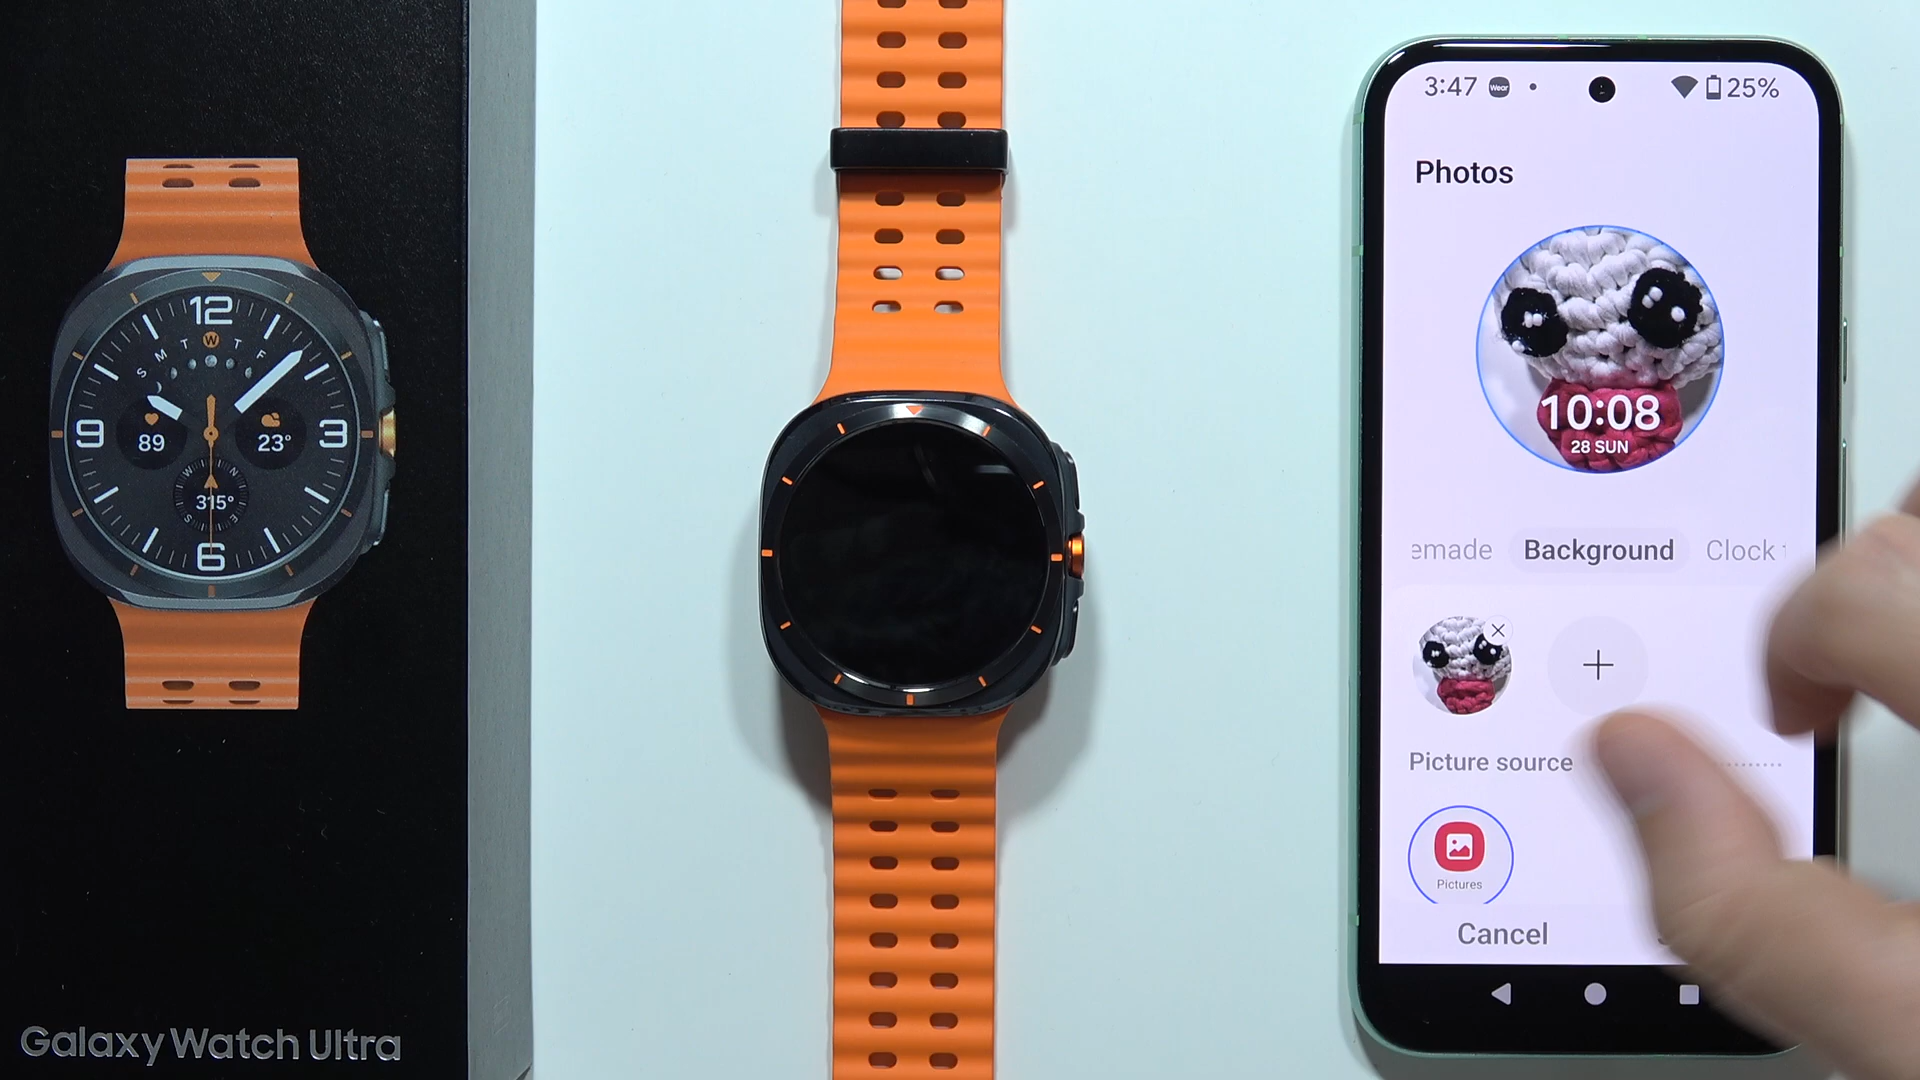 12
S M T W T F
9
89
23°
3
W N
315°
S E
6
Galaxy Watch Ultra
3:47
Wear
25%
Photos
10:08
28 SUN
emade
Background
Clock
Picture source
Pictures
Cancel